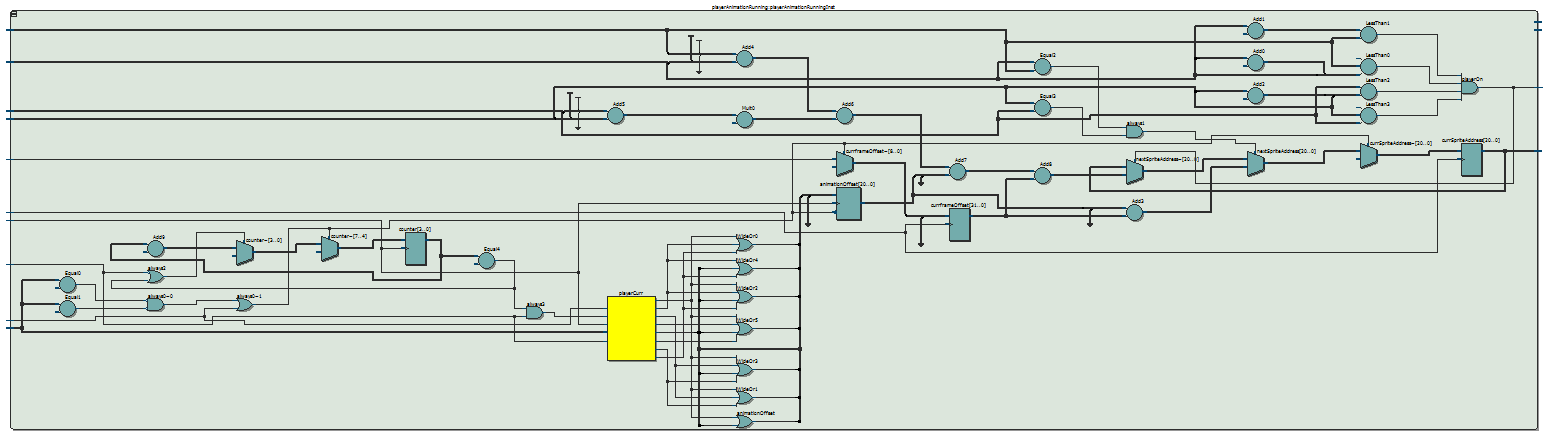 playerAnimationRunning:playerAnimationRunningInst
Add1
LessThan1
Add4
Equal2
Add0
LessThan0
LessThan2
playerOn
Add2
Equal3
Add5
Mult0
Add6
LessThan3
always1
currframeOffset~[8...0]
nextSpriteAddress~[20...0]
nextSpriteAddress[20...0]
currSpriteAddress~[20...0]
currSpriteAddress[20...0]
Add7
Add8
animationOffset[20...0]
currframeOffset[31...0]
Add3
Add9
counter~[3...0]
counter~[7...4]
counter[3...0]
Equal4
WideOr0
always2
WideOr4
Equal0
WideOr2
playerCurr
Equal1
always0~0
always0~1
always3
WideOr5
WideOr3
WideOr1
animationOffset